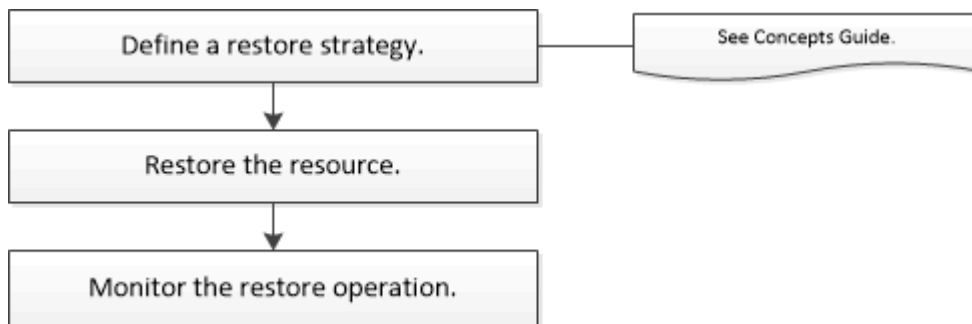 Define a restore strategy.
See Concepts Guide.
Restore the resource.
Monitor the restore operation.